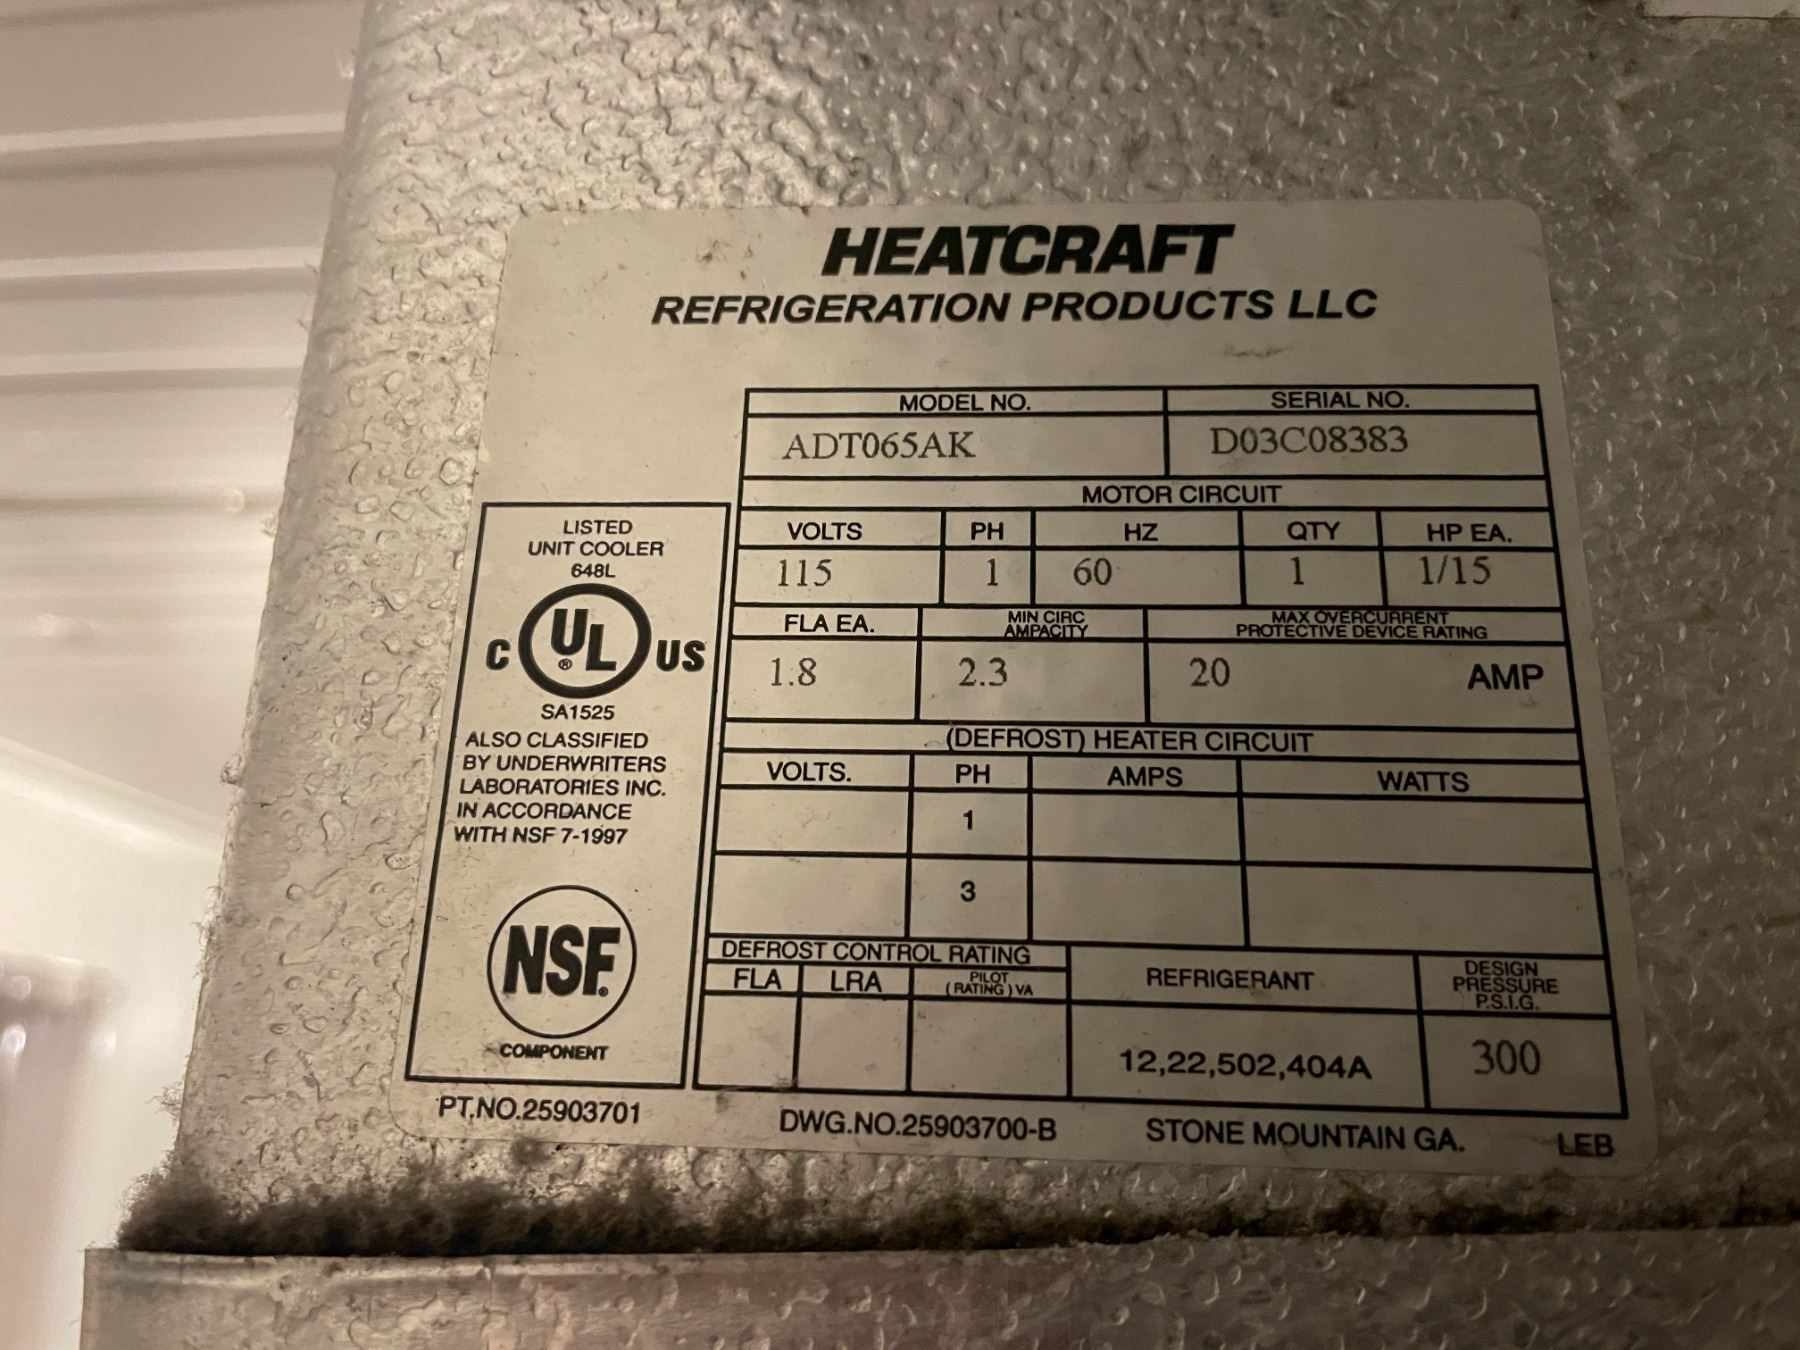 HEATCRAFT
REFRIGERATION PRODUCTS LLC
MODEL NO. SERIAL NO.
ADT065AK D03C08383
MOTOR CIRCUIT
VOLTS PH HZ QTY HP EA.
115 1 60 1 1/15
FLA EA. MIN CIRC AMPACITY MAX OVERCURRENT PROTECTIVE DEVICE RATING
1.8 2.3 20 AMP
(DEFROST) HEATER CIRCUIT
VOLTS. PH AMPS WATTS
1
3
DEFROST CONTROL RATING
FLA LRA PILOT (RATING) VA
REFRIGERANT DESIGN PRESSURE P.S.I.G.
12,22,502,404A 300
LISTED
UNIT COOLER
648L
C UL ® US
SA1525
ALSO CLASSIFIED
BY UNDERWRITERS
LABORATORIES INC.
IN ACCORDANCE
WITH NSF 7-1997
NSF®
COMPONENT
PT.NO.25903701 DWG.NO.25903700-B STONE MOUNTAIN GA. LEB